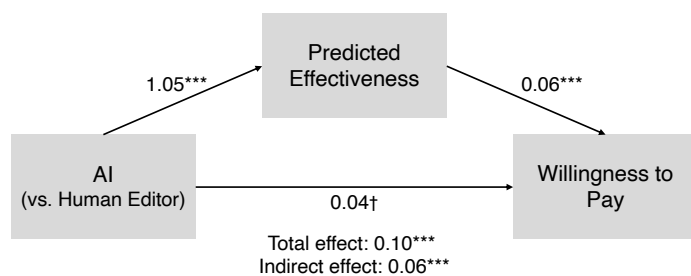 Predicted
Effectiveness
1.05***
0.06***
AI
(vs. Human Editor)
Willingness to
Pay
0.04†
Total effect: 0.10***
Indirect effect: 0.06***